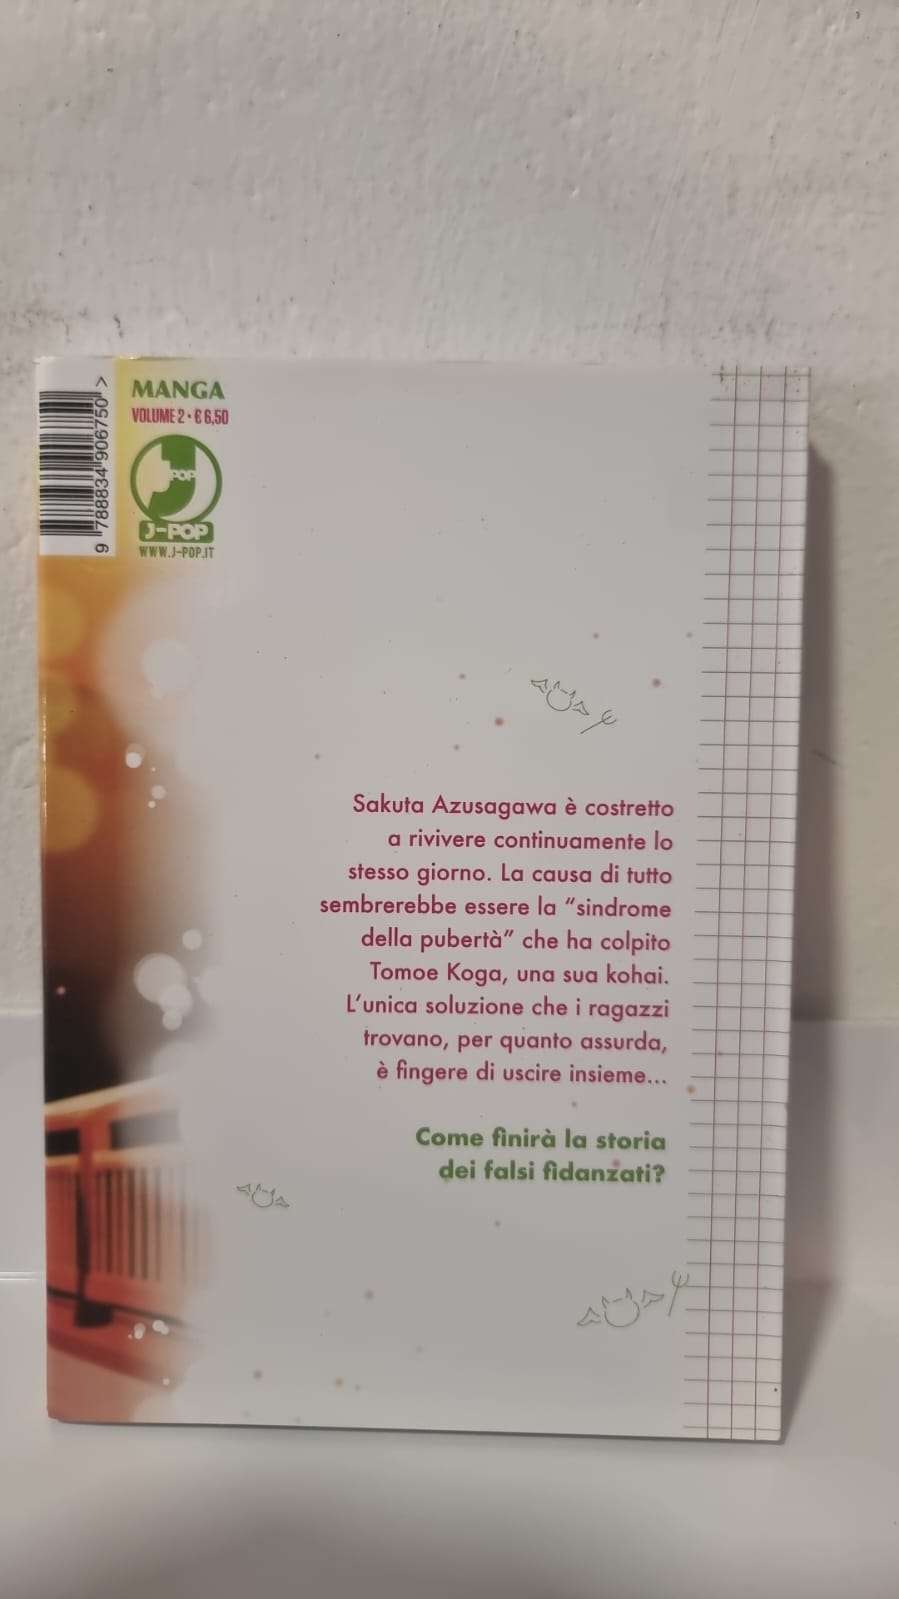 MANGA
VOLUME 2 • € 6,50
J POP
J-POP
WWW.J-POP.IT
9 788834 906750 >
Sakuta Azusagawa è costretto
a rivivere continuamente lo
stesso giorno. La causa di tutto
sembrerebbe essere la “sindrome
della pubertà” che ha colpito
Tomoe Koga, una sua kohai.
L’unica soluzione che i ragazzi
trovano, per quanto assurda,
è fingere di uscire insieme...
Come finirà la storia
dei falsi fidanzati?